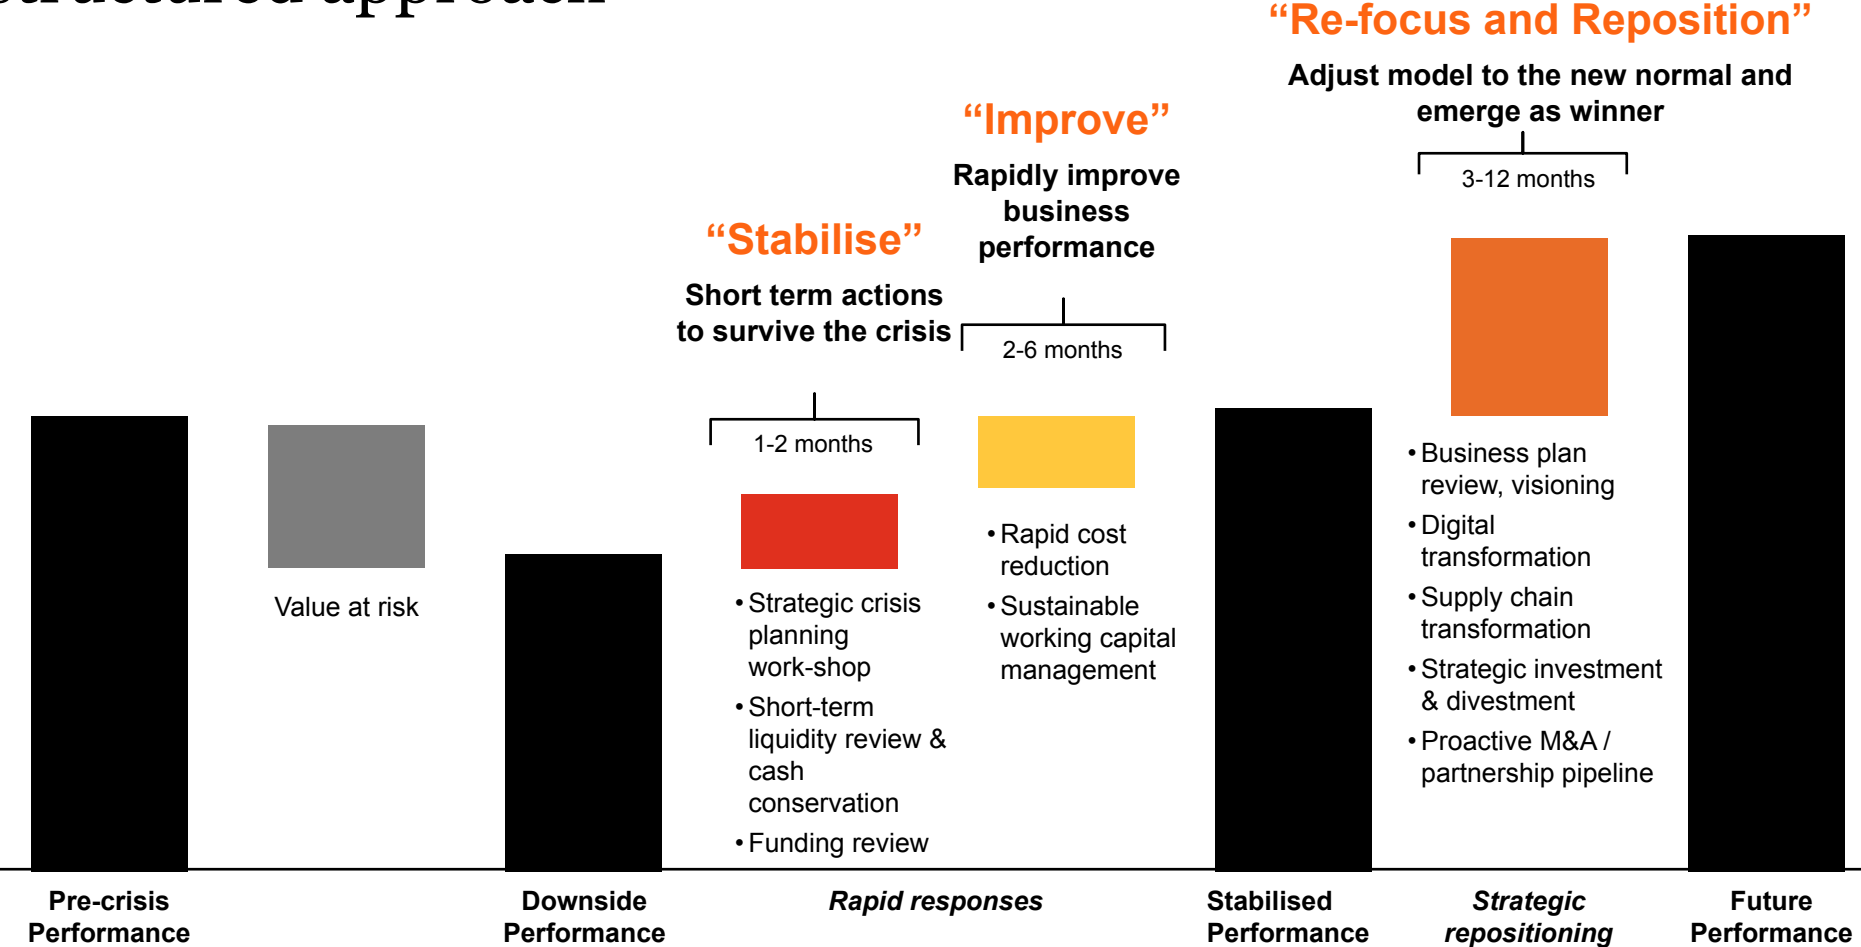 structured approach
“Re-focus and Reposition”
Adjust model to the new normal and
emerge as winner
3-12 months
“Improve”
Rapidly improve
business
performance
2-6 months
“Stabilise”
Short term actions
to survive the crisis
1-2 months
Value at risk
• Strategic crisis
planning
work-shop
• Short-term
liquidity review &
cash
conservation
• Funding review
• Rapid cost
reduction
• Sustainable
working capital
management
• Business plan
review, visioning
• Digital
transformation
• Supply chain
transformation
• Strategic investment
& divestment
• Proactive M&A /
partnership pipeline
Pre-crisis
Performance
Downside
Performance
Rapid responses
Stabilised
Performance
Strategic
repositioning
Future
Performance